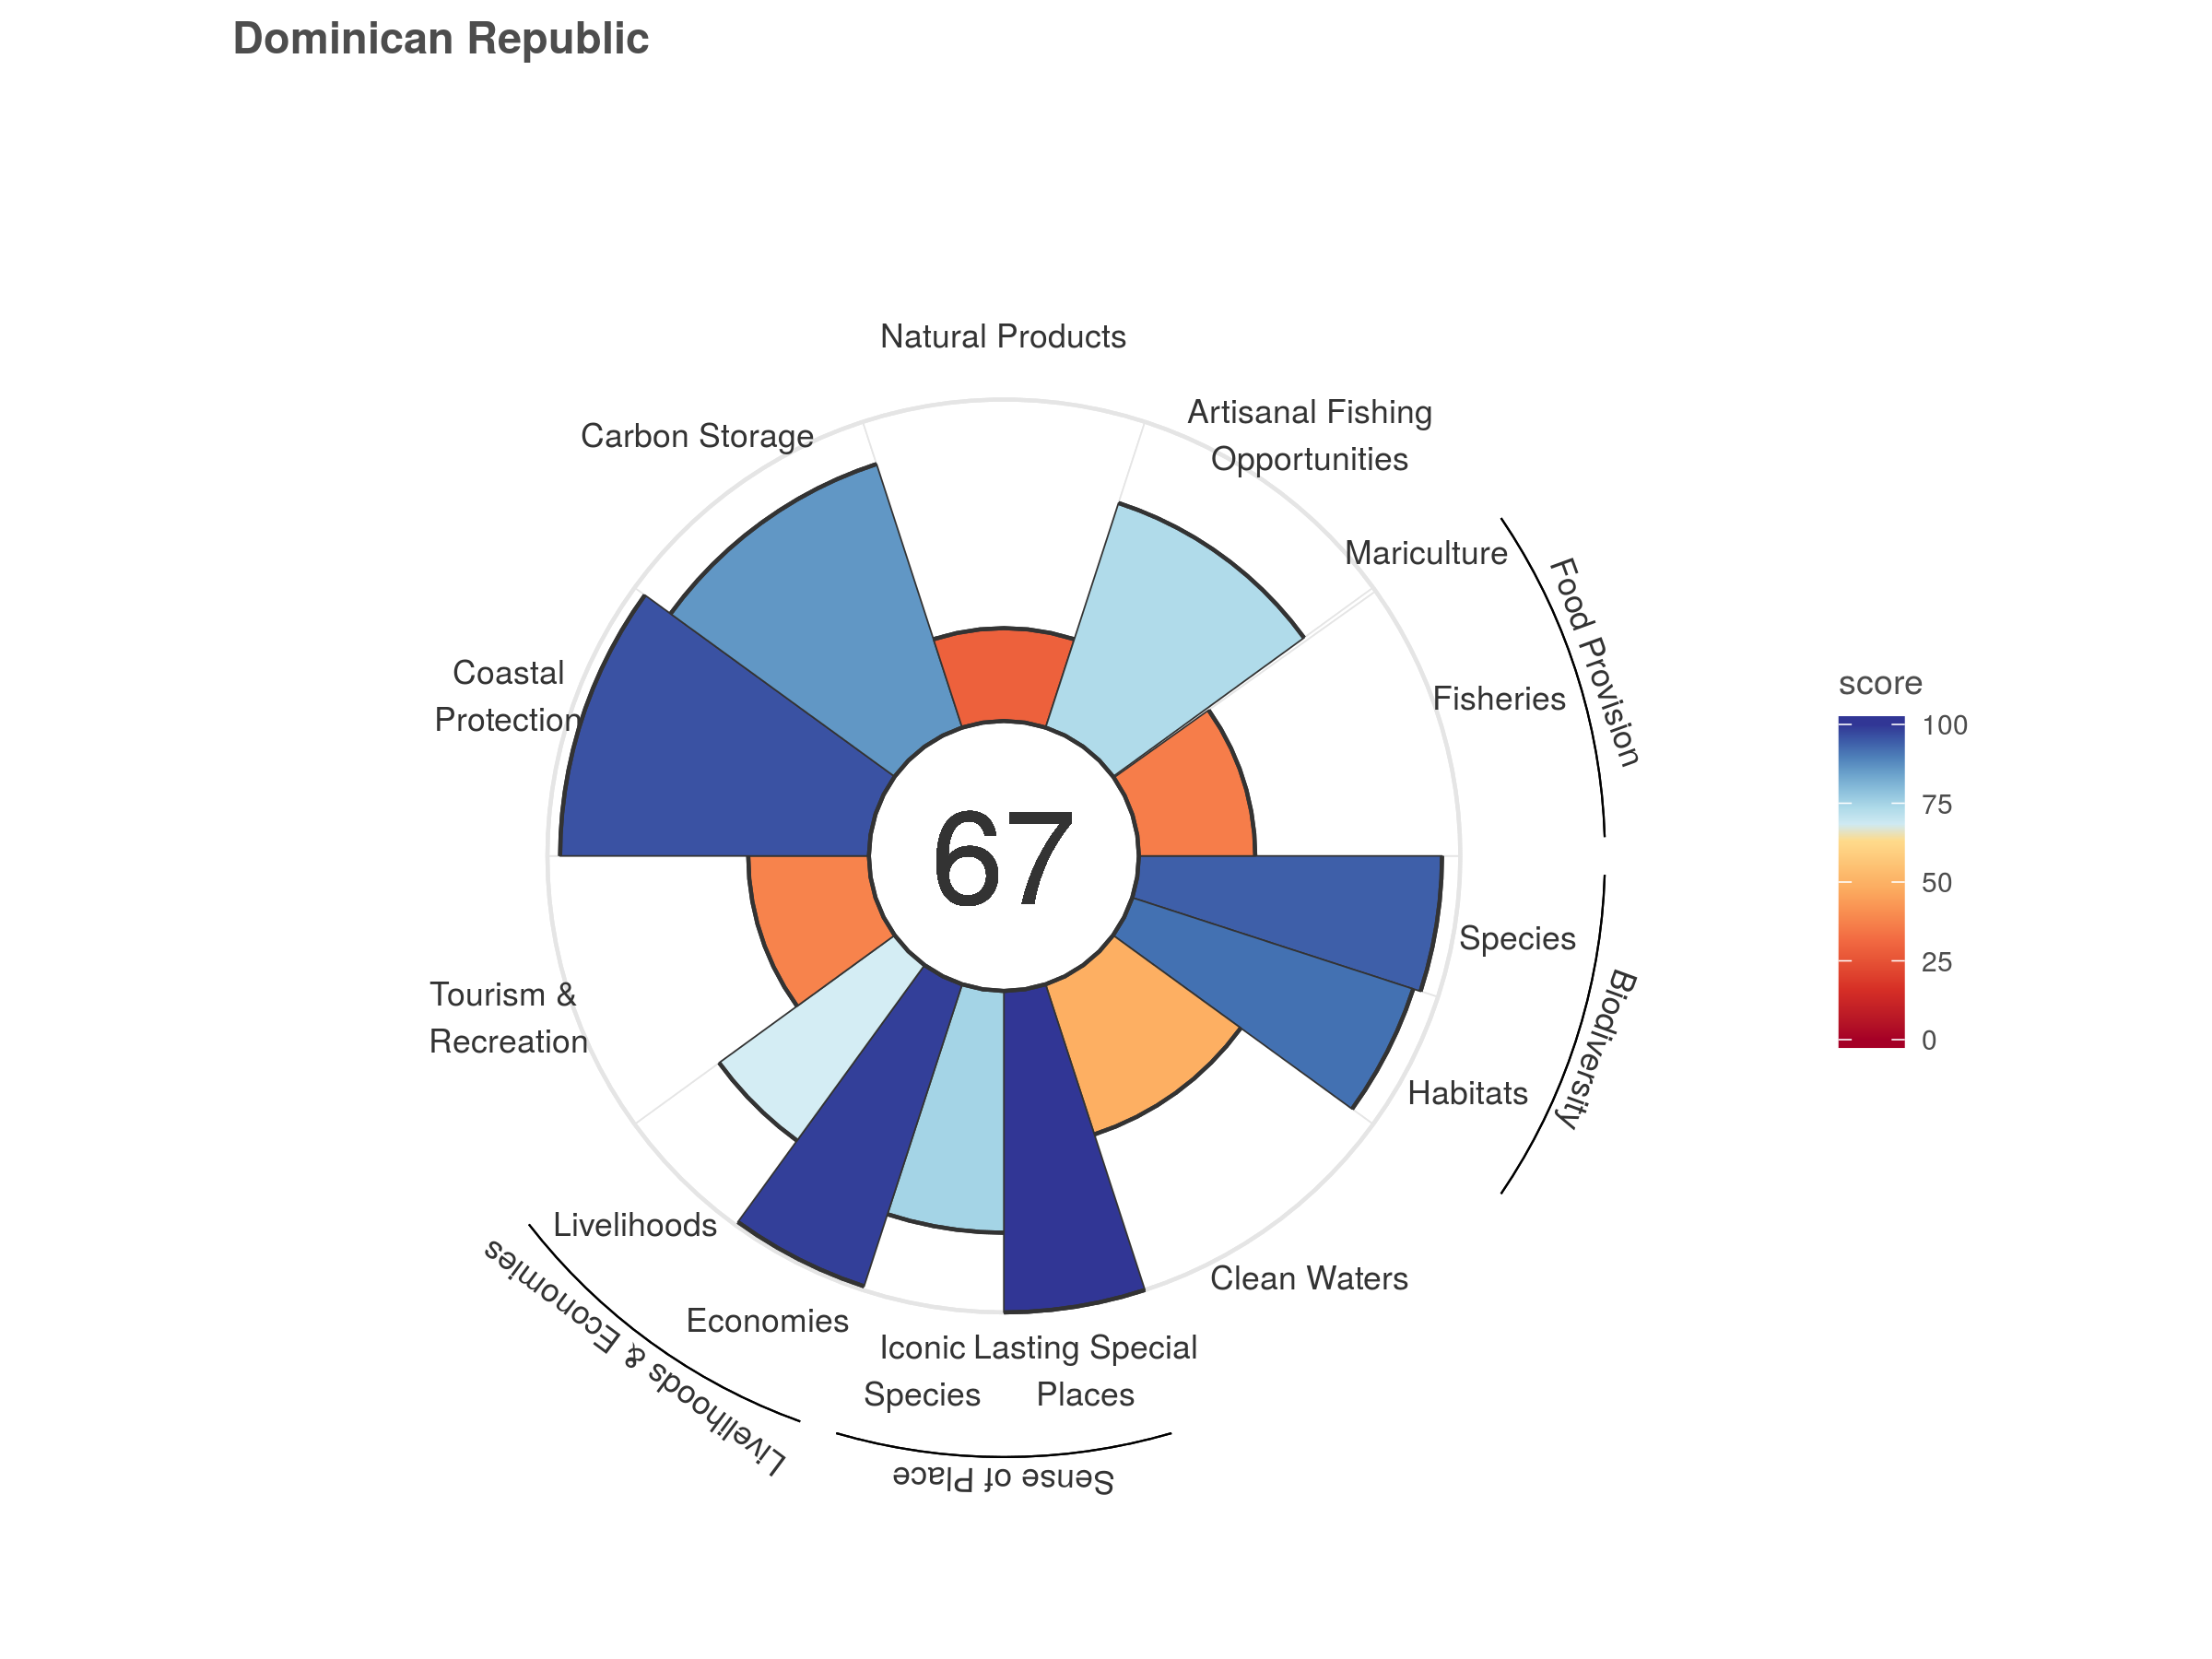 Dominican Republic
Natural Products
Artisanal Fishing
Opportunities
Carbon Storage
Mariculture
Food Provision
Fisheries
Coastal
Protection
score
100
75
50
25
0
67
Species
Biodiversity
Tourism &
Recreation
Habitats
Livelihoods
Clean Waters
Economies
Livelihoods & Economies
Iconic
Species
Lasting Special
Places
Sense of Place